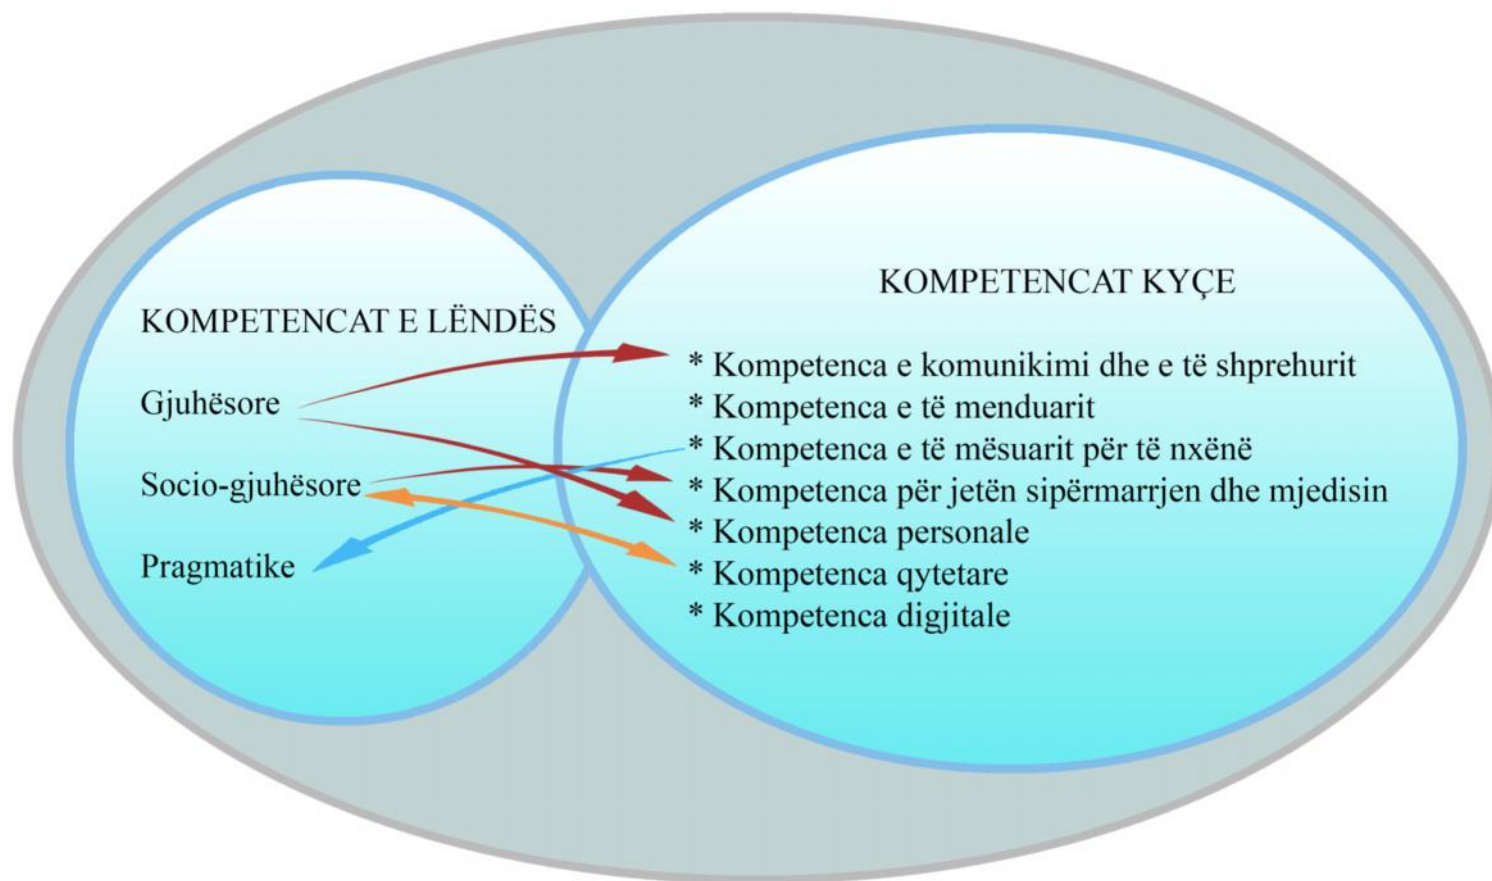 KOMPETENCAT E LËNDËS
Gjuhësore
Socio-gjuhësore
Pragmatike
KOMPETENCAT KYÇE
* Kompetenca e komunikimi dhe e të shprehurit
* Kompetenca e të menduarit
* Kompetenca e të mësuarit për të nxënë
* Kompetenca për jetën sipërmarrjen dhe mjedisin
* Kompetenca personale
* Kompetenca qytetare
* Kompetenca digjitale